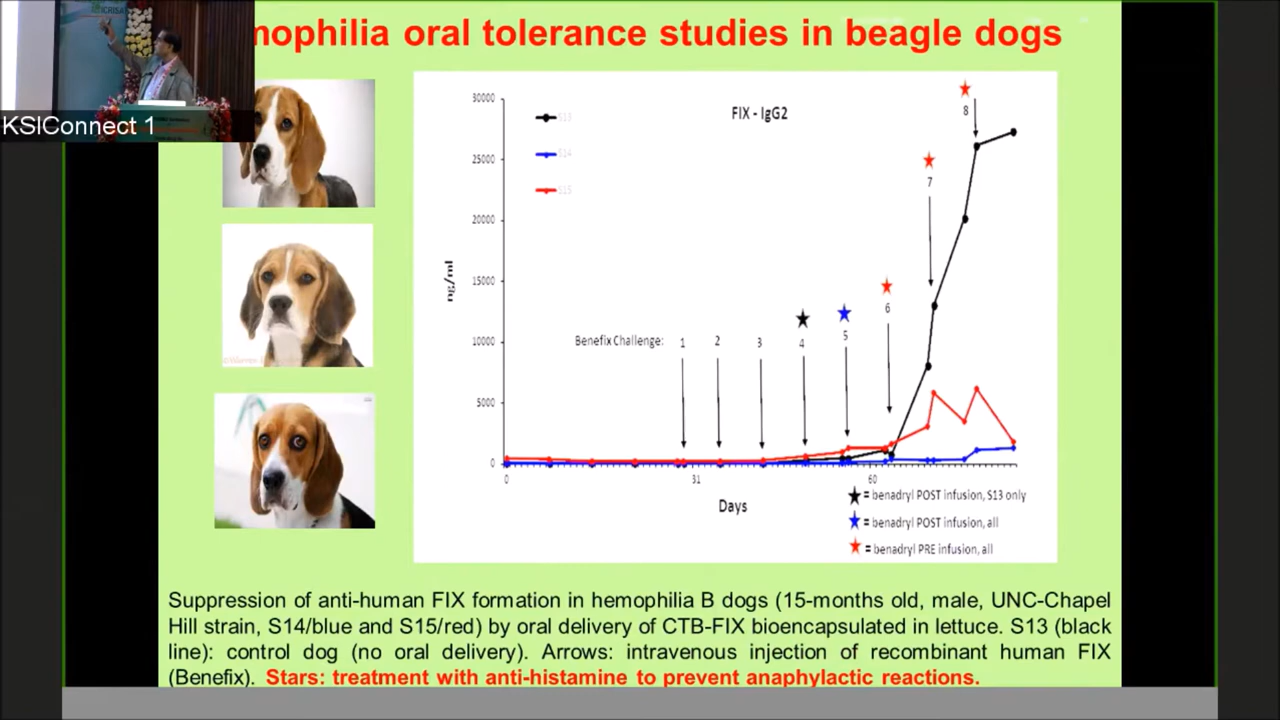 ICRISA
mophilia oral tolerance studies in beagle dogs
KSIConnect 1
FIX - IgG2
S13
S14
S15
30000
25000
20000
15000
10000
5000
0
ng/ml
Benefix Challenge: 1 2 3 4 5 6 7 8
0 31 60
Days
= benadryl POST infusion, S13 only
= benadryl POST infusion, all
= benadryl PRE infusion, all
Suppression of anti-human FIX formation in hemophilia B dogs (15-months old, male, UNC-Chapel
Hill strain, S14/blue and S15/red) by oral delivery of CTB-FIX bioencapsulated in lettuce. S13 (black
line): control dog (no oral delivery). Arrows: intravenous injection of recombinant human FIX
(Benefix). Stars: treatment with anti-histamine to prevent anaphylactic reactions.